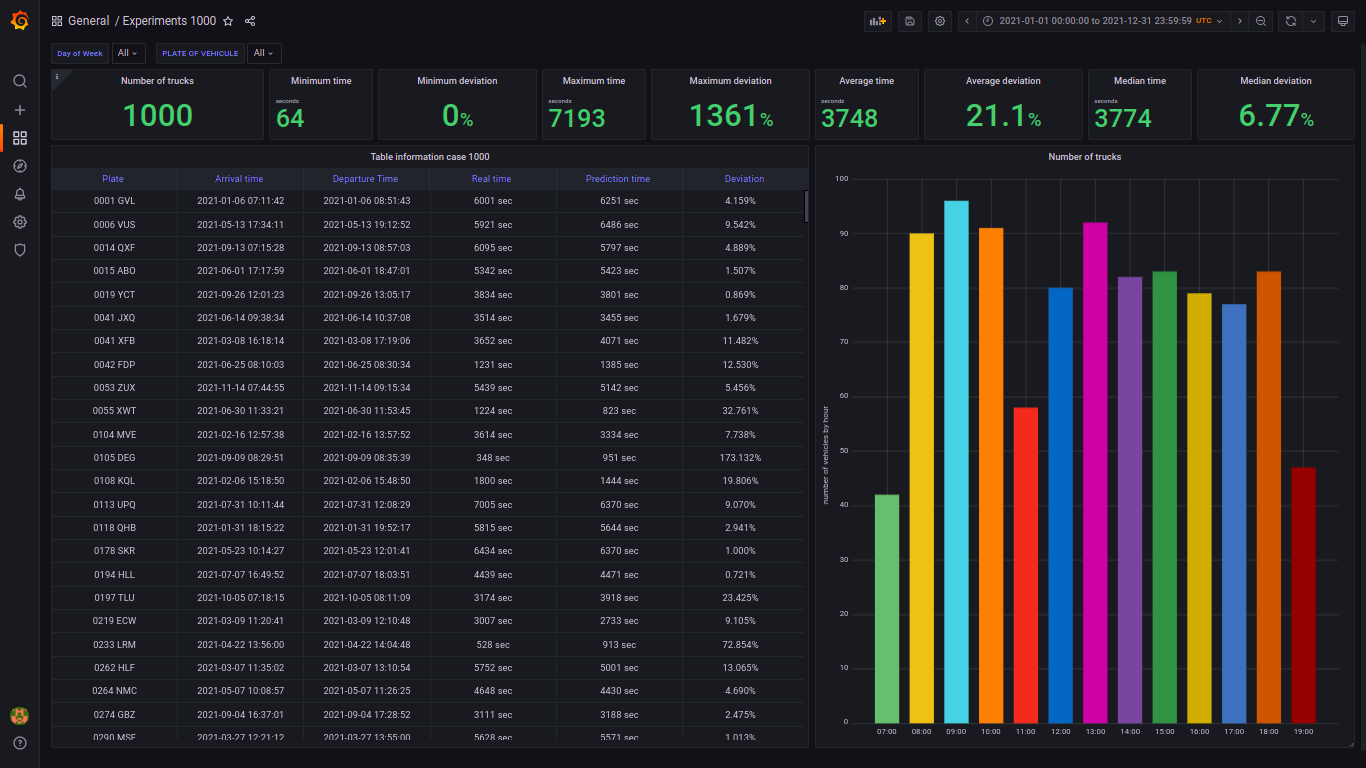 General / Experiments 1000
2021-01-01 00:00:00 to 2021-12-31 23:59:59 UTC
Day of Week All PLATE OF VEHICULE All
i
Number of trucks
1000
Minimum time
seconds
64
Minimum deviation
0%
Maximum time
seconds
7193
Maximum deviation
1361%
Average time
seconds
3748
Average deviation
21.1%
Median time
seconds
3774
Median deviation
6.77%
Table information case 1000
Plate Arrival time Departure Time Real time Prediction time Deviation
0001 GVL 2021-01-06 07:11:42 2021-01-06 08:51:43 6001 sec 6251 sec 4.159%
0006 VUS 2021-05-13 17:34:11 2021-05-13 19:12:52 5921 sec 6486 sec 9.542%
0014 QXF 2021-09-13 07:15:28 2021-09-13 08:57:03 6095 sec 5797 sec 4.889%
0015 ABO 2021-06-01 17:17:59 2021-06-01 18:47:01 5342 sec 5423 sec 1.507%
0019 YCT 2021-09-26 12:01:23 2021-09-26 13:05:17 3834 sec 3801 sec 0.869%
0041 JXQ 2021-06-14 09:38:34 2021-06-14 10:37:08 3514 sec 3455 sec 1.679%
0041 XFB 2021-03-08 16:18:14 2021-03-08 17:19:06 3652 sec 4071 sec 11.482%
0042 FDP 2021-06-25 08:10:03 2021-06-25 08:30:34 1231 sec 1385 sec 12.530%
0053 ZUX 2021-11-14 07:44:55 2021-11-14 09:15:34 5439 sec 5142 sec 5.456%
0055 XWT 2021-06-30 11:33:21 2021-06-30 11:53:45 1224 sec 823 sec 32.761%
0104 MVE 2021-02-16 12:57:38 2021-02-16 13:57:52 3614 sec 3334 sec 7.738%
0105 DEG 2021-09-09 08:29:51 2021-09-09 08:35:39 348 sec 951 sec 173.132%
0108 KQL 2021-02-06 15:18:50 2021-02-06 15:48:50 1800 sec 1444 sec 19.806%
0113 UPQ 2021-07-31 10:11:44 2021-07-31 12:08:29 7005 sec 6370 sec 9.070%
0118 QHB 2021-01-31 18:15:22 2021-01-31 19:52:17 5815 sec 5644 sec 2.941%
0178 SKR 2021-05-23 10:14:27 2021-05-23 12:01:41 6434 sec 6370 sec 1.000%
0194 HLL 2021-07-07 16:49:52 2021-07-07 18:03:51 4439 sec 4471 sec 0.721%
0197 TLU 2021-10-05 07:18:15 2021-10-05 08:11:09 3174 sec 3918 sec 23.425%
0219 ECW 2021-03-09 11:20:41 2021-03-09 12:10:48 3007 sec 2733 sec 9.105%
0233 LRM 2021-04-22 13:56:00 2021-04-22 14:04:48 528 sec 913 sec 72.854%
0262 HLF 2021-03-07 11:35:02 2021-03-07 13:10:54 5752 sec 5001 sec 13.065%
0264 NMC 2021-05-07 10:08:57 2021-05-07 11:26:25 4648 sec 4430 sec 4.690%
0274 GBZ 2021-09-04 16:37:01 2021-09-04 17:28:52 3111 sec 3188 sec 2.475%
0290 MSF 2021-03-27 12:21:12 2021-03-27 13:55:00 5628 sec 5571 sec 1.013%
Number of trucks
number of vehicles by hour
100
90
80
70
60
50
40
30
20
10
0
07:00 08:00 09:00 10:00 11:00 12:00 13:00 14:00 15:00 16:00 17:00 18:00 19:00